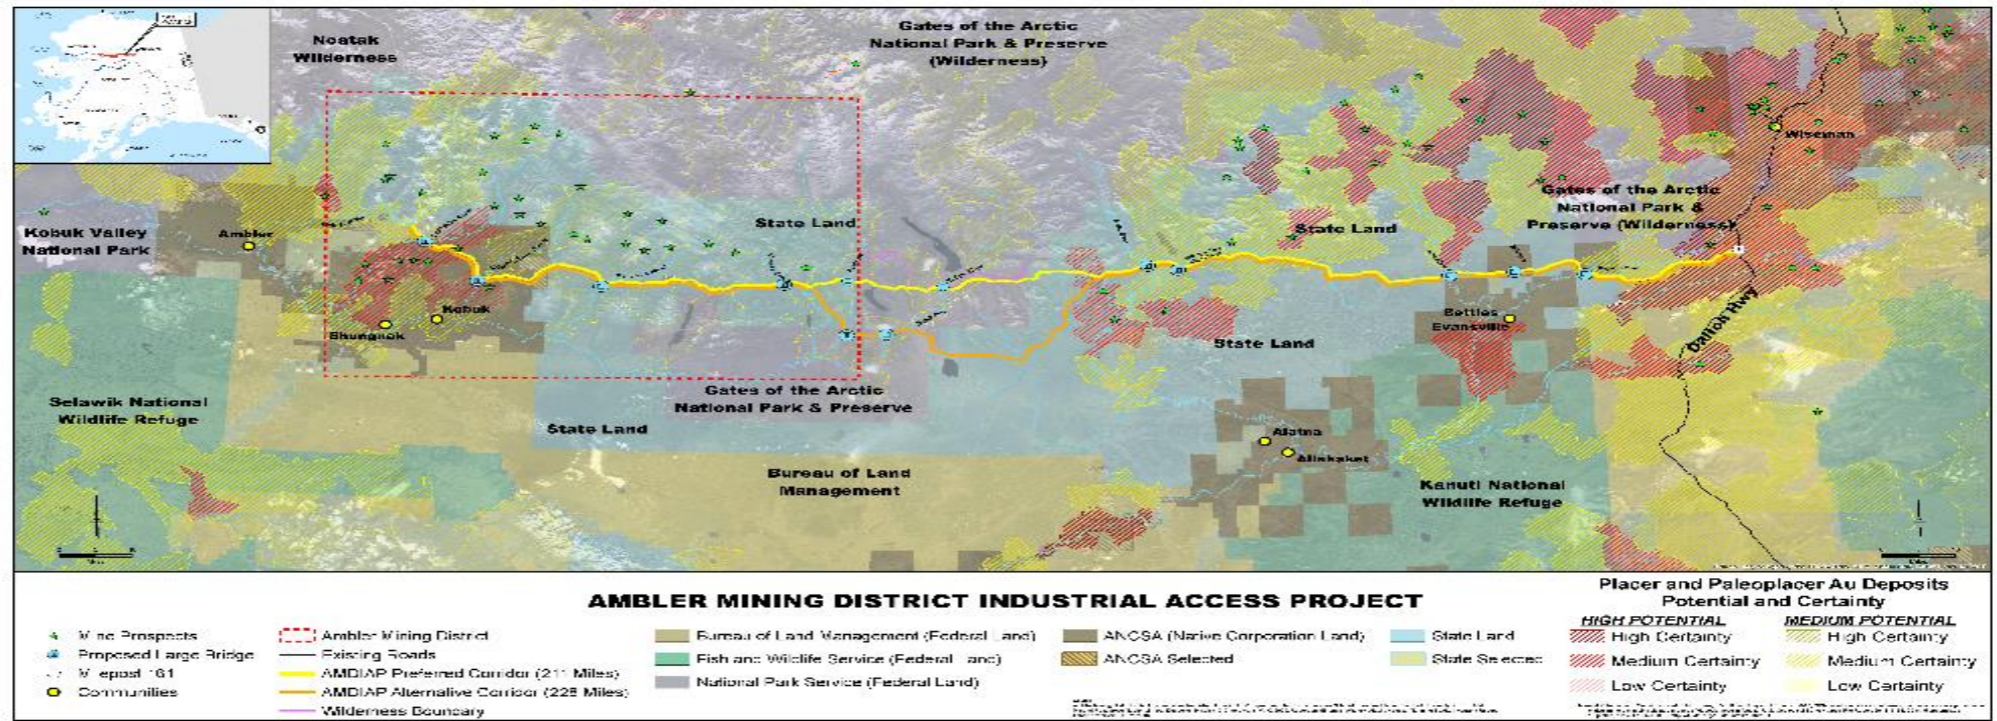 Noatak
Wilderness
Gates of the Arctic
National Park & Preserve
(Wilderness)
Wiseman
Kobuk Valley
National Park
Ambler
State Land
State Land
Gates of the Arctic
National Park &
Preserve (Wilderness)
Kobuk
Shungnak
Bettles
Evansville
Dalton Hwy
State Land
Selawik National
Wildlife Refuge
Gates of the Arctic
National Park & Preserve
State Land
Alatna
Allakaket
Bureau of Land
Management
Kanuti National
Wildlife Refuge
AMBLER MINING DISTRICT INDUSTRIAL ACCESS PROJECT
Mine Prospects
Proposed Large Bridge
Milepost 161
Communities
Ambler Mining District
Existing Roads
AMDIAP Preferred Corridor (211 Miles)
AMDIAP Alternative Corridor (228 Miles)
Wilderness Boundary
Bureau of Land Management (Federal Land)
Fish and Wildlife Service (Federal Land)
National Park Service (Federal Land)
ANCSA (Native Corporation Land)
ANCSA Selected
State Land
State Selected
Placer and Paleoplacer Au Deposits
Potential and Certainty
HIGH POTENTIAL
High Certainty
Medium Certainty
Low Certainty
MEDIUM POTENTIAL
High Certainty
Medium Certainty
Low Certainty